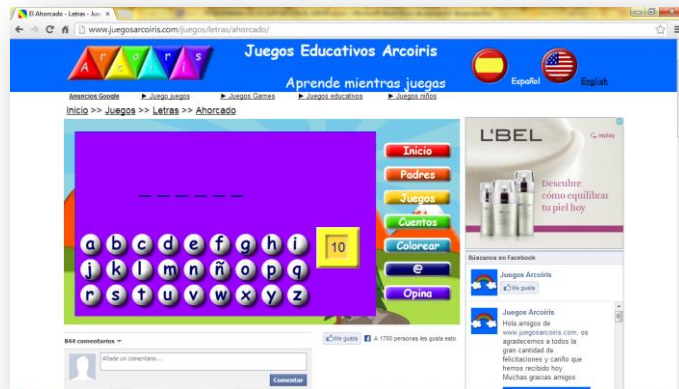 El Ahorcado - Letras - Jue
www.juegosarcoiris.com/juegos/letras/ahorcado/
A r c o i r i s
Juegos Educativos Arcoiris
Aprende mientras juegas
Español
English
Anuncios Google ► Juego juegos ► Juegos Games ► Juegos educativos ► Juegos niños
Inicio >> Juegos >> Letras >> Ahorcado
a b c d e f g h i
j k l m n ñ o p q
r s t u v w x y z
10
Inicio
Padres
Juegos
Cuentos
Colorear
@
Opina
L'BEL
replay
Descubre
cómo equilibrar
tu piel hoy
Búscanos en Facebook
Juegos Arcoiris
Me gusta
Juegos Arcoiris
Hola amigos de
www.juegosarcoiris.com, os
agradecemos a todos la
gran cantidad de
felicitaciones y cariño que
hemos recibido hoy.
Muchas gracias amigos
844 comentarios
Me gusta A 1700 personas les gusta esto.
Añade un comentario...
Comentar